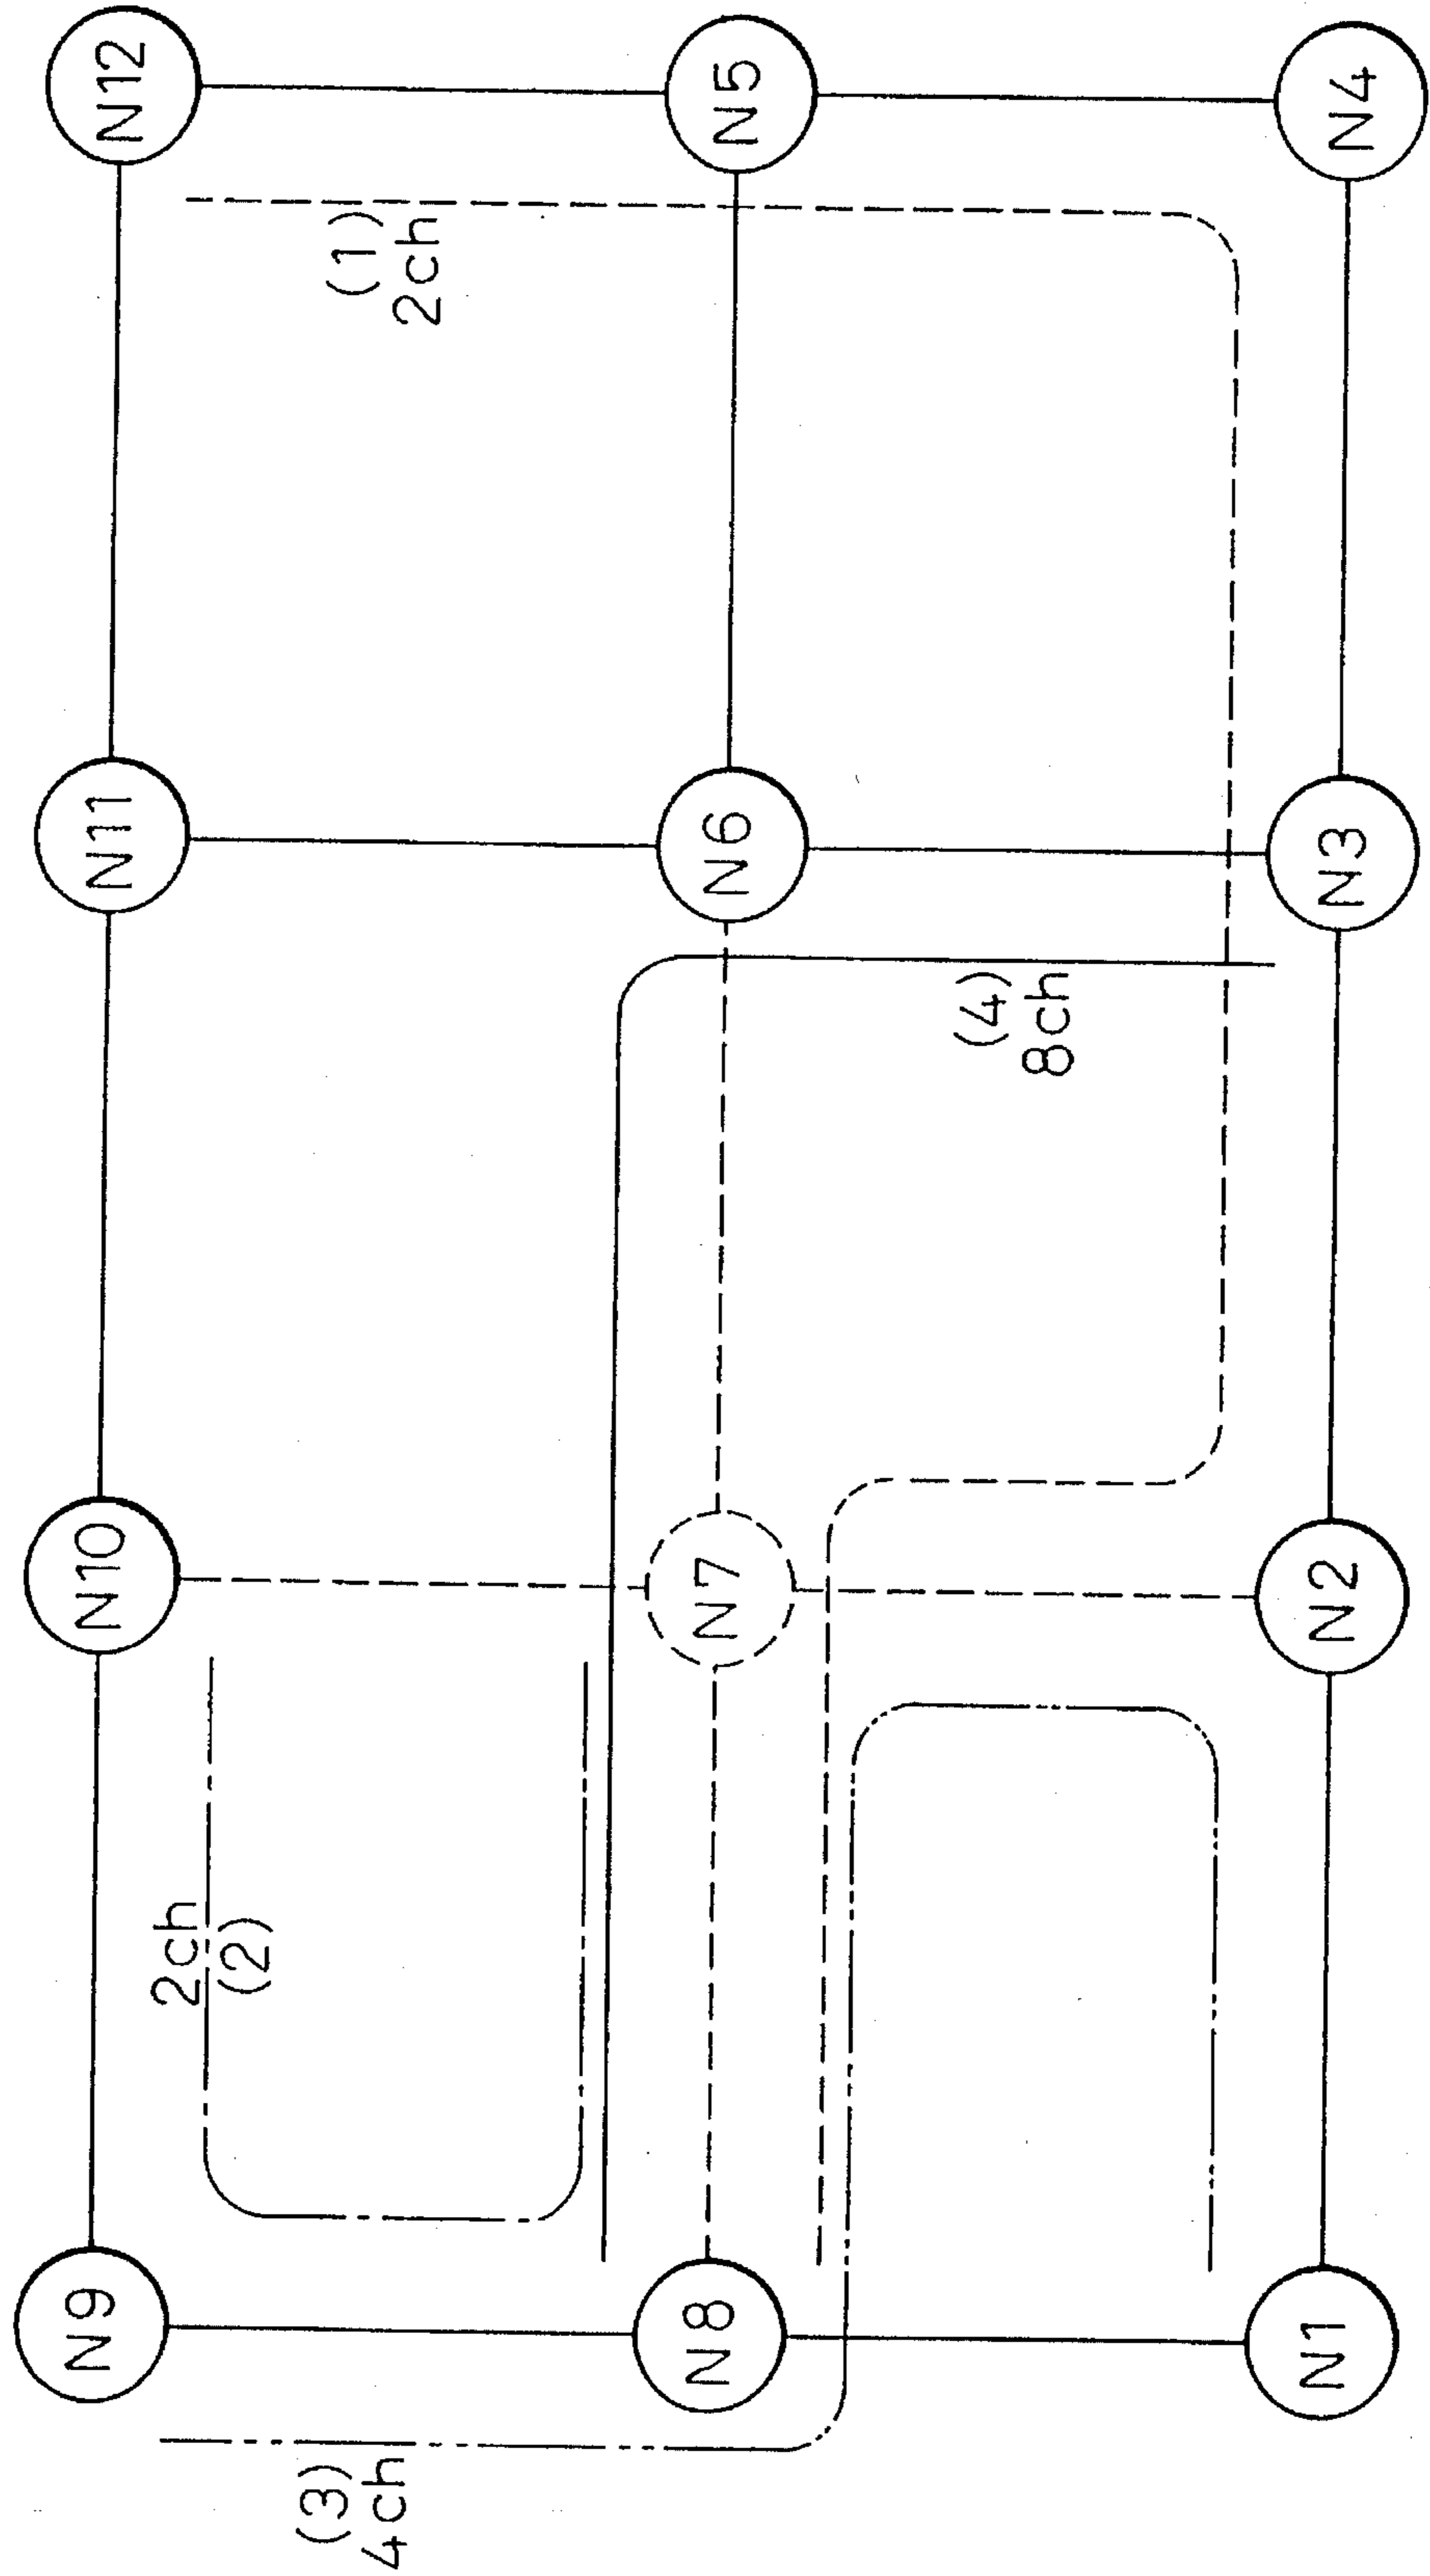 N9
N10
N11
N12
(3)
4ch
2ch
(2)
(1)
2ch
N8
N7
N6
N5
(4)
8ch
N1
N2
N3
N4